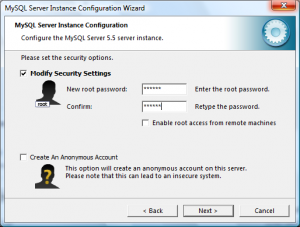 MySQL Server Instance Configuration Wizard
MySQL Server Instance Configuration
Configure the MySQL Server 5.5 server instance.
Please set the security options.
Modify Security Settings
New root password: ****** Enter the root password.
root
Confirm: ****** Retype the password.
Enable root access from remote machines
Create An Anonymous Account
This option will create an anonymous account on this server.
Please note that this can lead to an insecure system.
< Back Next > Cancel